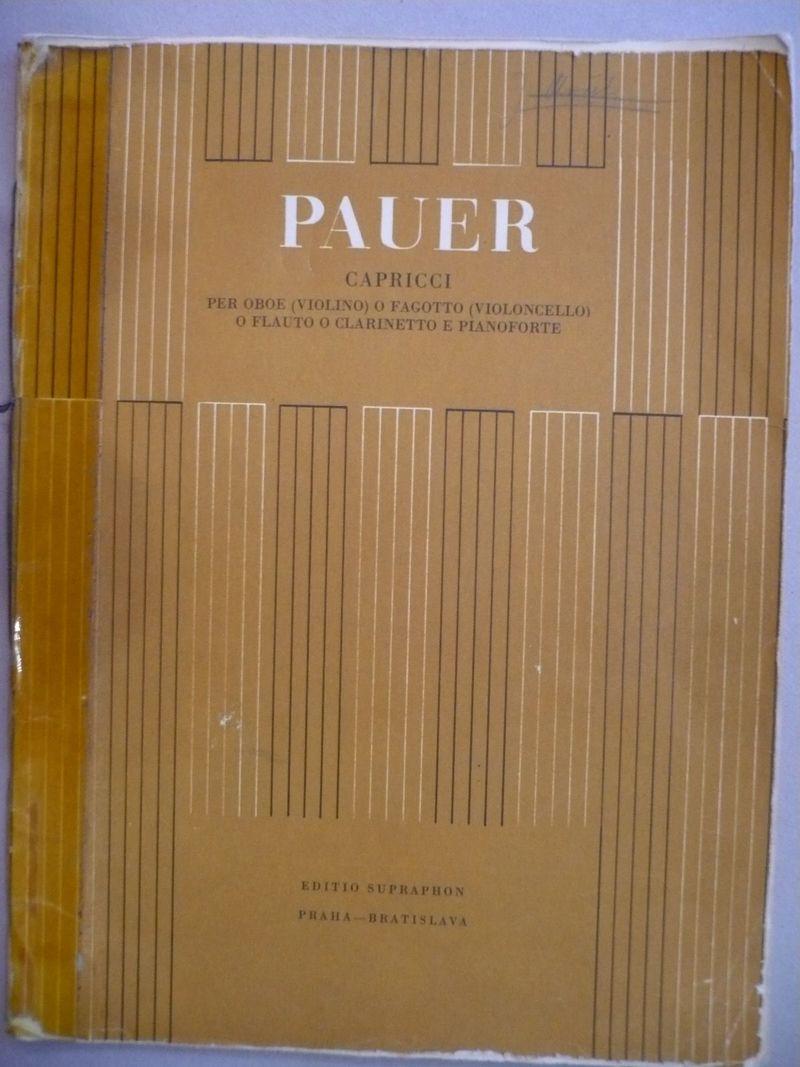 PAUER
CAPRICCI
PER OBOE (VIOLINO) O FAGOTTO (VIOLONCELLO)
O FLAUTO O CLARINETTO E PIANOFORTE
EDITIO SUPRAPHON
PRAHA—BRATISLAVA